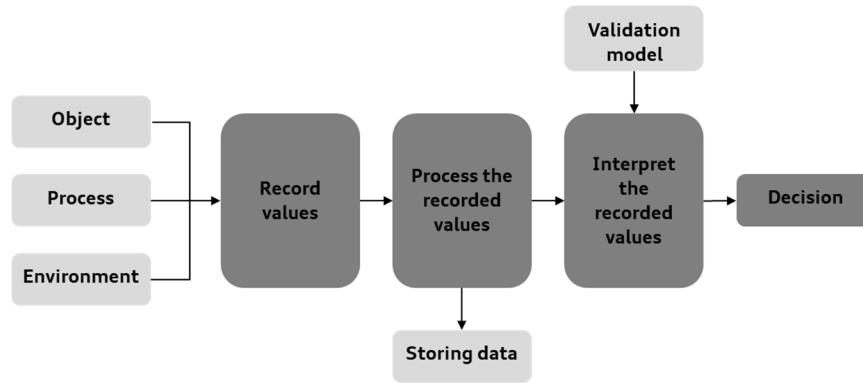 Validation
model
Object
Process
Environment
Record
values
Process the
recorded
values
Interpret
the
recorded
values
Decision
Storing data